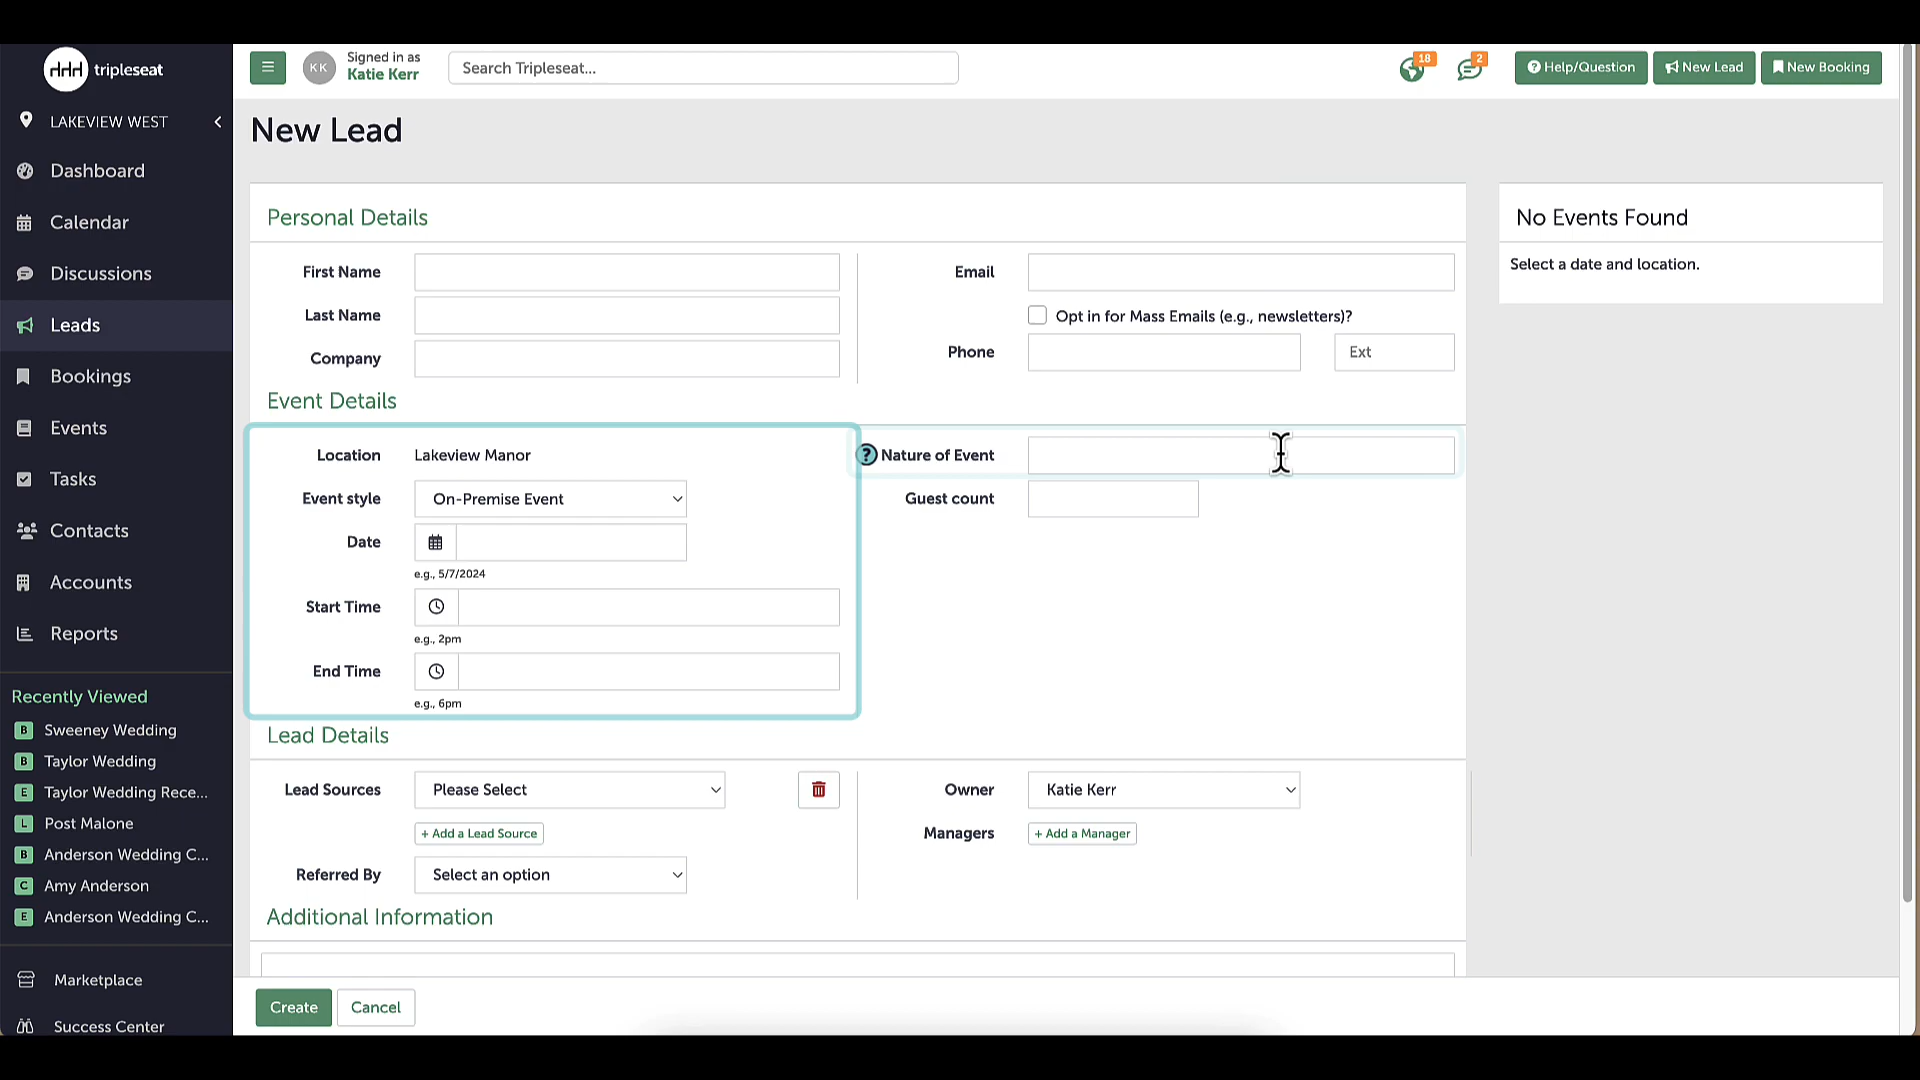 tripleseat
LAKEVIEW WEST
Dashboard
Calendar
Discussions
Leads
Bookings
Events
Tasks
Contacts
Accounts
Reports
Recently Viewed
B Sweeney Wedding
B Taylor Wedding
E Taylor Wedding Rece...
L Post Malone
B Anderson Wedding C...
C Amy Anderson
E Anderson Wedding C...
Marketplace
Success Center
KK
Signed in as
Katie Kerr
Search Tripleseat...
18
2
? Help/Question
New Lead
New Booking
New Lead
Personal Details
First Name
Last Name
Company
Email
Opt in for Mass Emails (e.g., newsletters)?
Phone
Ext
Event Details
Location Lakeview Manor
Event style On-Premise Event
Date
e.g., 5/7/2024
Start Time
e.g., 2pm
End Time
e.g., 6pm
? Nature of Event
Guest count
Lead Details
Lead Sources Please Select
+ Add a Lead Source
Referred By Select an option
Owner Katie Kerr
Managers + Add a Manager
Additional Information
Create
Cancel
No Events Found
Select a date and location.